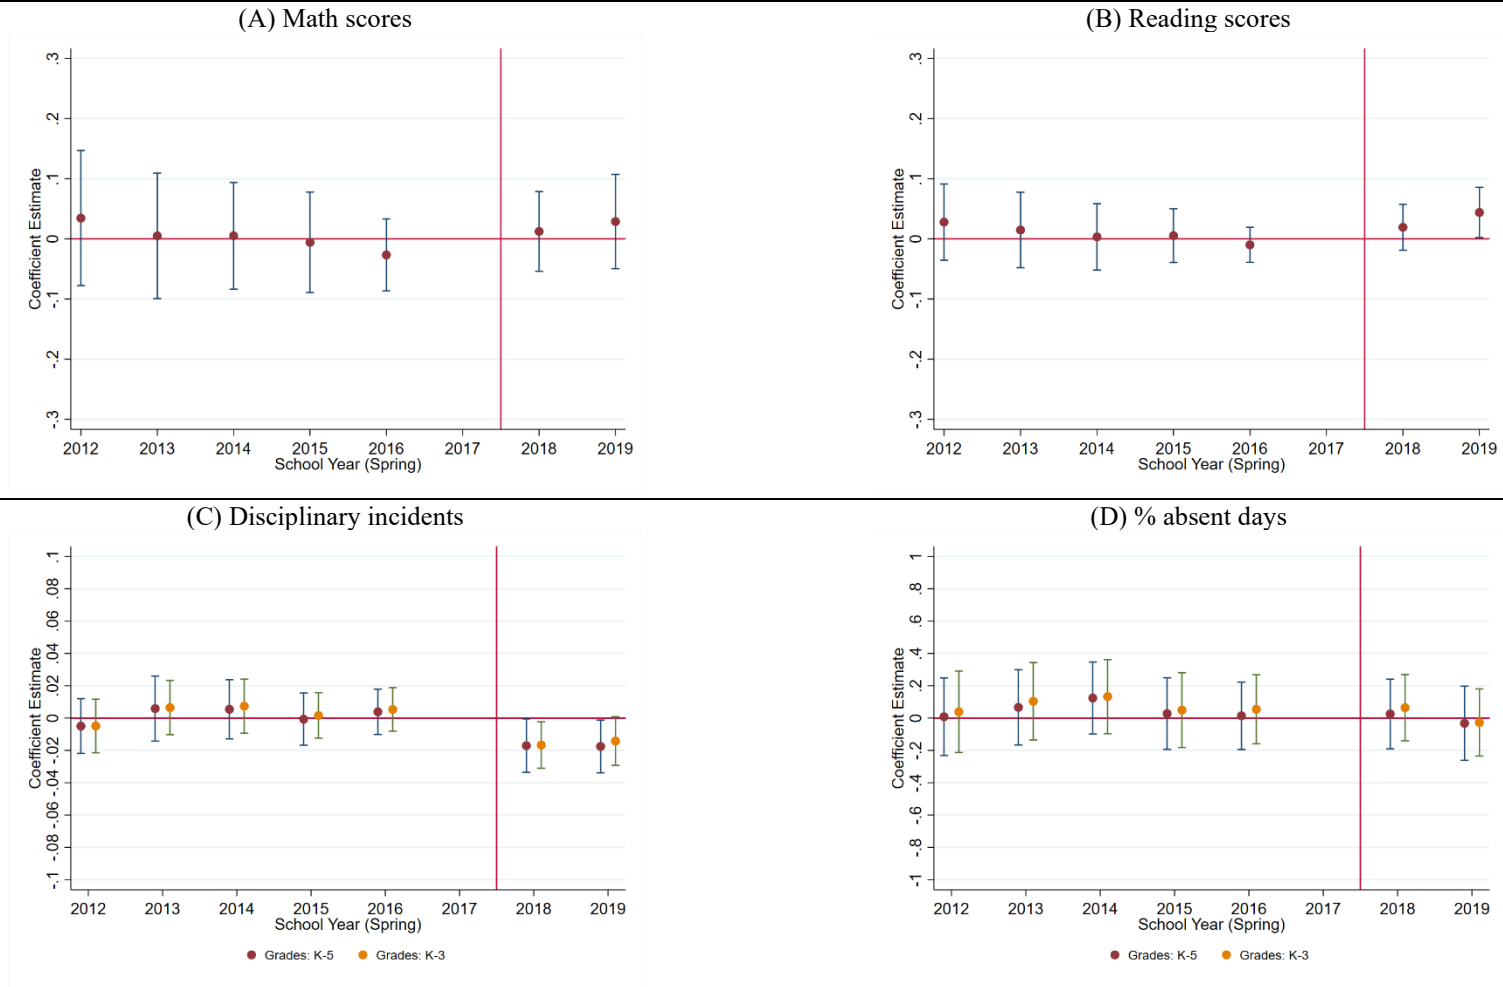 (A) Math scores
Coefficient Estimate
.3
.2
.1
0
-.1
-.2
-.3
2012 2013 2014 2015 2016 2017 2018 2019
School Year (Spring)
(B) Reading scores
Coefficient Estimate
.3
.2
.1
0
-.1
-.2
-.3
2012 2013 2014 2015 2016 2017 2018 2019
School Year (Spring)
(C) Disciplinary incidents
Coefficient Estimate
.1
.08
.06
.04
.02
0
-.02
-.04
-.06
-.08
-.1
2012 2013 2014 2015 2016 2017 2018 2019
School Year (Spring)
Grades: K-5 Grades: K-3
(D) % absent days
Coefficient Estimate
1
.8
.6
.4
.2
0
-.2
-.4
-.6
-.8
-1
2012 2013 2014 2015 2016 2017 2018 2019
School Year (Spring)
Grades: K-5 Grades: K-3